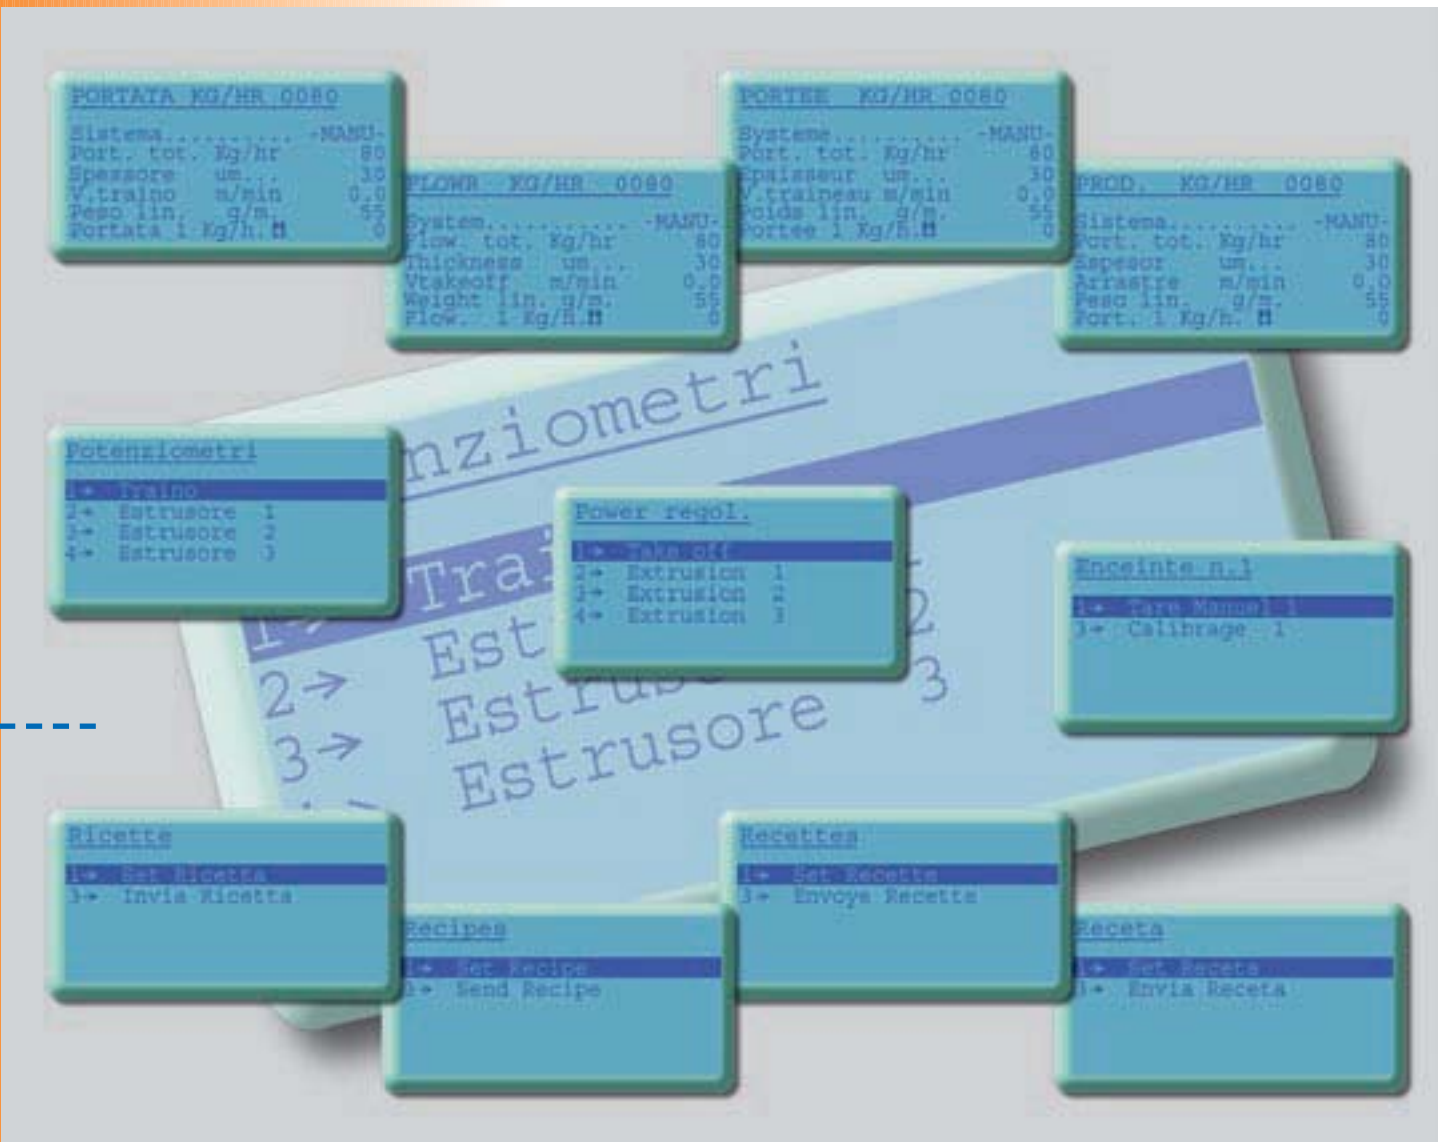 PORTATA KG/HR 0080
Sistema.......... -MANU-
Port. tot. Kg/hr 80
Spessore um... 30
V.traino m/min 0,0
Peso lin. g/m. 55
Portata 1 Kg/h. 0
FLOWR KG/HR 0080
System........... -MANU-
Flow. tot. Kg/hr 80
Thickness um... 30
Vtakeoff m/min 0,0
Weight lin. g/m. 55
Flow. 1 Kg/h. 0
PORTEE KG/HR 0080
Systeme.......... -MANU-
Port. tot. Kg/hr 80
Epaisseur um... 30
V.traineau m/min 0,0
Poids lin. g/m. 55
Portee 1 Kg/h. 0
PROD. KG/HR 0080
Sistema.......... -MANU-
Port. tot. Kg/hr 80
Espesor um... 30
Arrastre m/min 0,0
Peso lin. g/m. 55
Port. 1 Kg/h. 0
nziometri
1→ Trai
2→ Est
3→ Estruso 2
Estrusore 3
Potenziometri
1→ Traino
2→ Estrusore 1
3→ Estrusore 2
4→ Estrusore 3
Power regol.
1→ Take off
2→ Extrusion 1
3→ Extrusion 2
4→ Extrusion 3
Enceinte n.1
1→ Tare Manuel 1
3→ Calibrage 1
Ricette
1→ Set Ricetta
3→ Invia Ricetta
Recipes
1→ Set Recipe
3→ Send Recipe
Recettes
1→ Set Recette
3→ Envoye Recette
Receta
1→ Set Receta
3→ Envia Receta